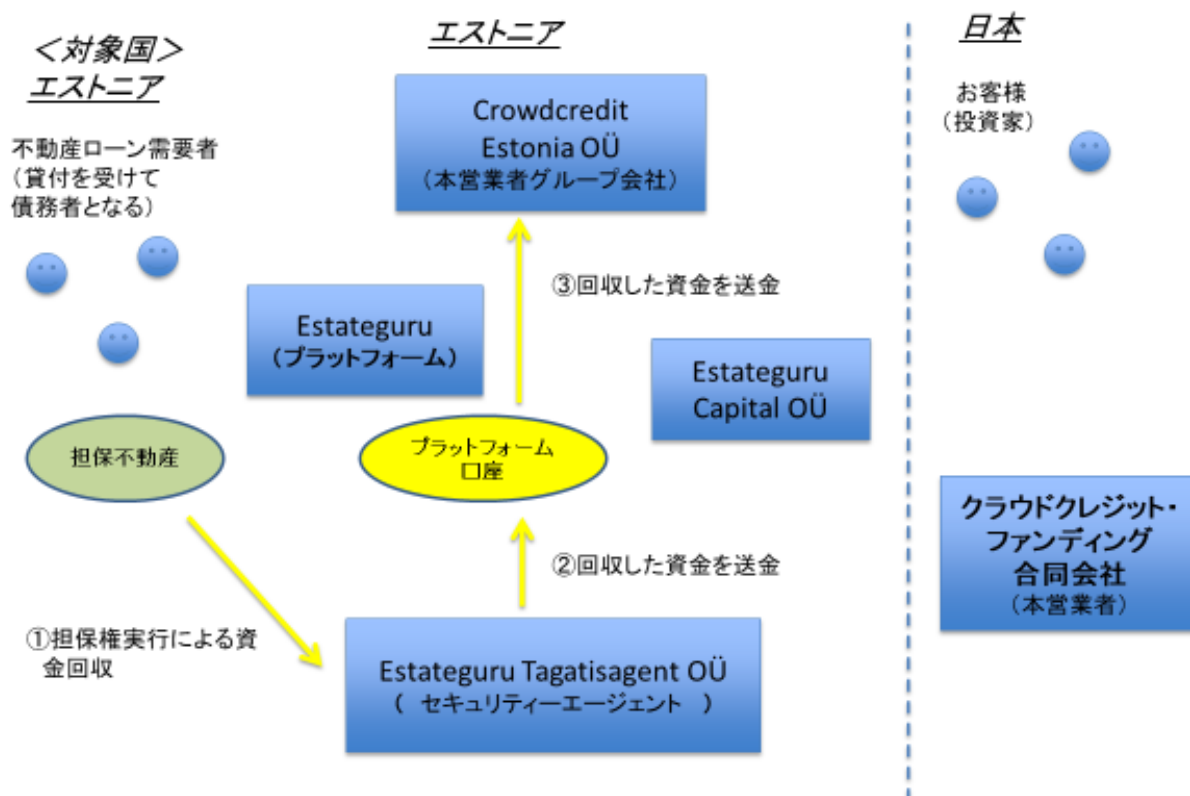 ＜対象国＞
エストニア
不動産ローン需要者
（貸付を受けて
債務者となる）
エストニア
Crowdcredit
Estonia OÜ
（本営業者グループ会社）
③回収した資金を送金
Estateguru
（プラットフォーム）
Estateguru
Capital OÜ
担保不動産
プラットフォーム
口座
②回収した資金を送金
①担保権実行による資
金回収
Estateguru Tagatisagent OÜ
（　セキュリティーエージェント　）
日本
お客様
（投資家）
クラウドクレジット・
ファンディング
合同会社
（本営業者）